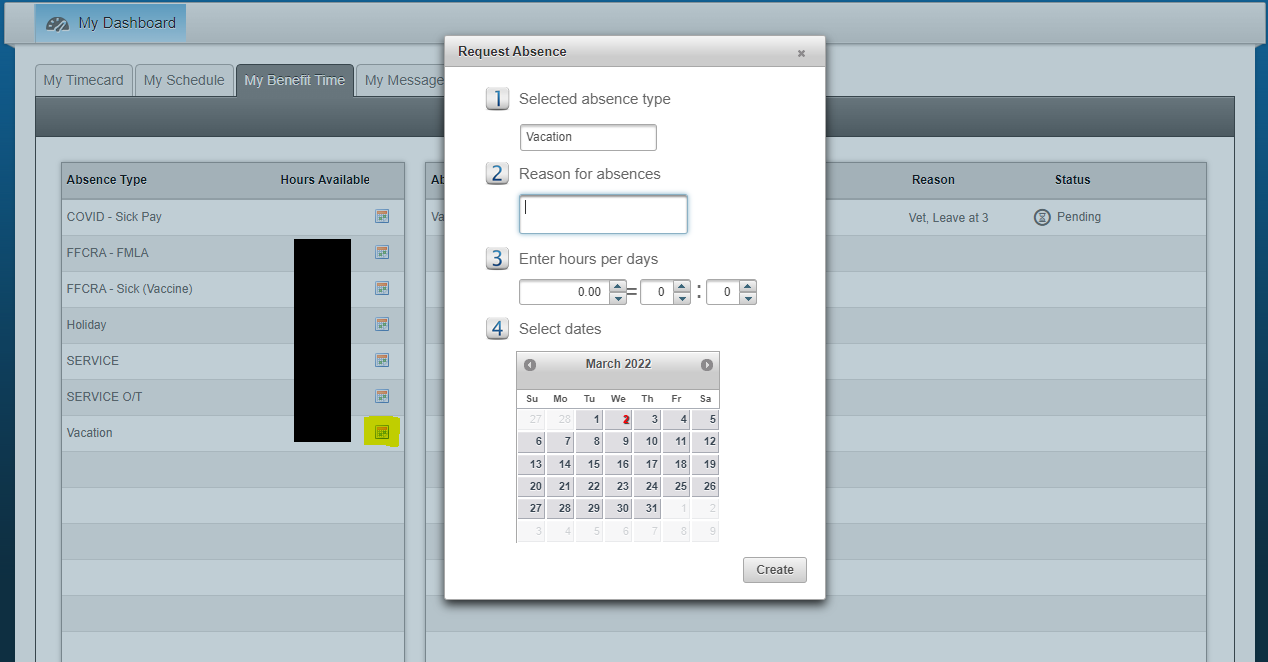 My Dashboard
My Timecard My Schedule My Benefit Time My Message
Request Absence
1 Selected absence type
Vacation
2 Reason for absences
3 Enter hours per days
0.00 = 0 : 0
4 Select dates
March 2022
Su Mo Tu We Th Fr Sa
27 28 1 2 3 4 5
6 7 8 9 10 11 12
13 14 15 16 17 18 19
20 21 22 23 24 25 26
27 28 29 30 31 1 2
3 4 5 6 7 8 9
Create
Absence Type Hours Available
COVID - Sick Pay
FFCRA - FMLA
FFCRA - Sick (Vaccine)
Holiday
SERVICE
SERVICE O/T
Vacation
Ab Reason Status
Va Vet, Leave at 3 Pending